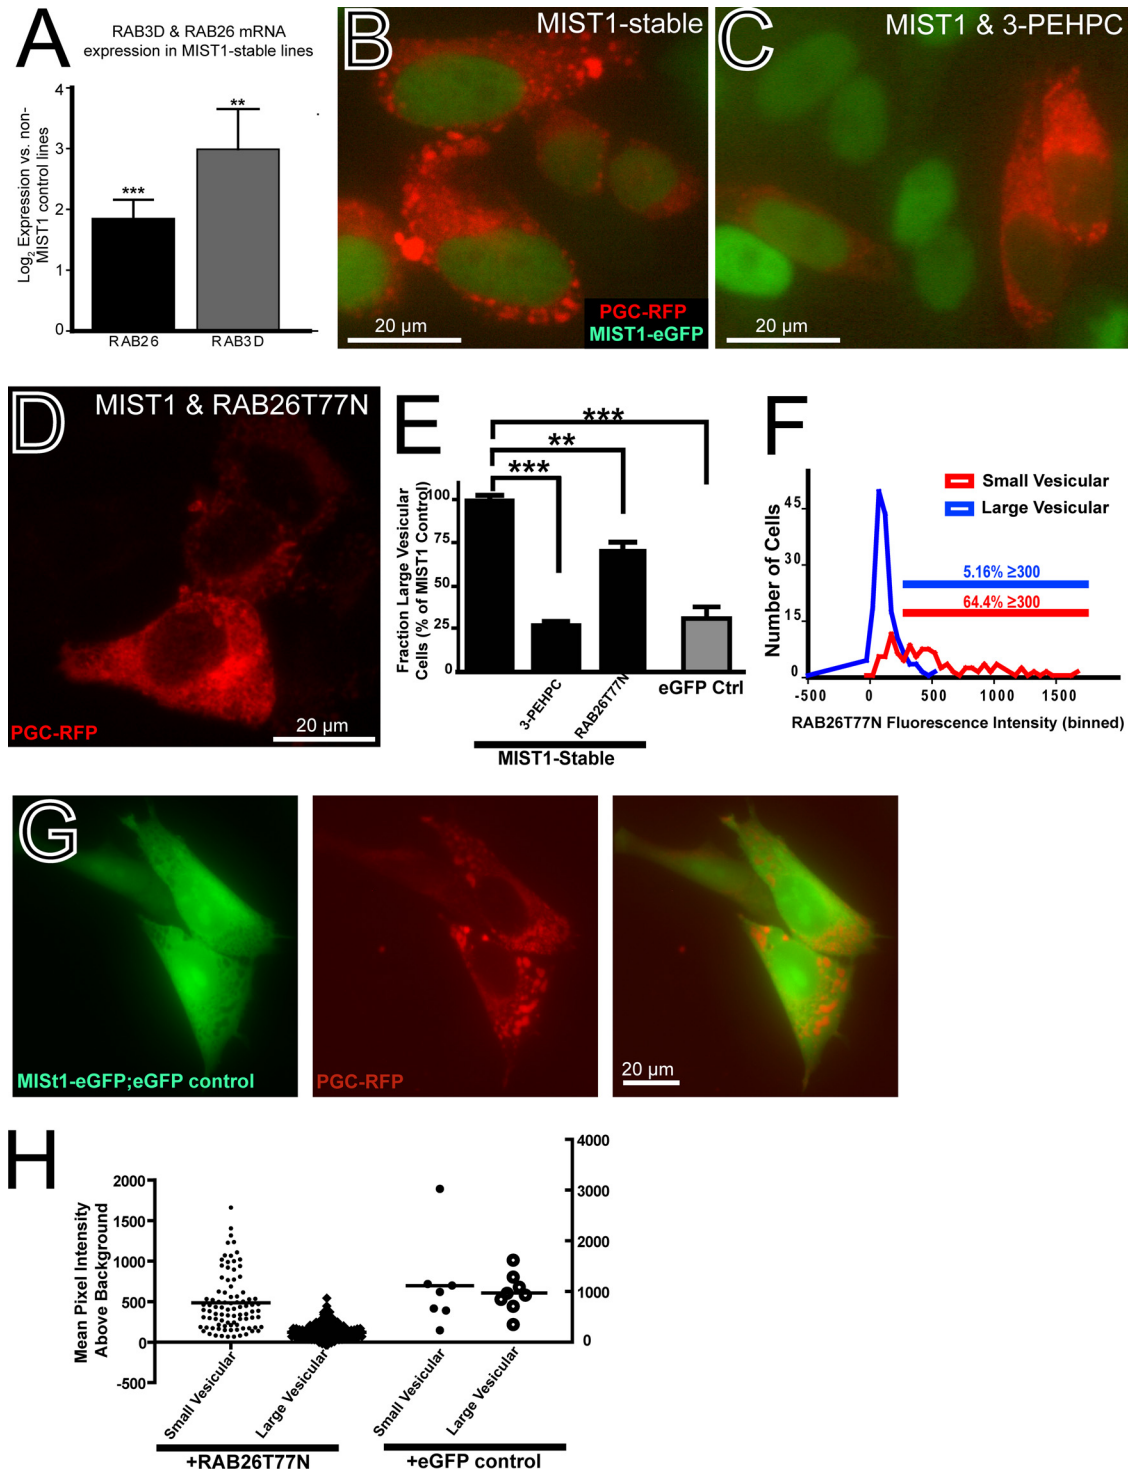 A
RAB3D & RAB26 mRNA
expression in MIST1-stable lines
Log2 Expression vs. non-
MIST1 control lines
4
3
2
1
0
***
**
RAB26
RAB3D
B
MIST1-stable
20 µm
PGC-RFP
MIST1-eGFP
C
MIST1 & 3-PEHPC
20 µm
D
MIST1 & RAB26T77N
PGC-RFP
20 µm
E
***
**
***
Fraction Large Vesicular
Cells (% of MIST1 Control)
100
75
50
25
0
3-PEHPC
RAB26T77N
eGFP Ctrl
MIST1-Stable
F
Small Vesicular
Large Vesicular
Number of Cells
45
30
15
0
5.16% ≥300
64.4% ≥300
-500
0
500
1000
1500
RAB26T77N Fluorescence Intensity (binned)
G
MISt1-eGFP;eGFP control
PGC-RFP
20 µm
H
Mean Pixel Intensity
Above Background
2000
1500
1000
500
0
-500
4000
3000
2000
1000
0
Small Vesicular
Large Vesicular
Small Vesicular
Large Vesicular
+RAB26T77N
+eGFP control